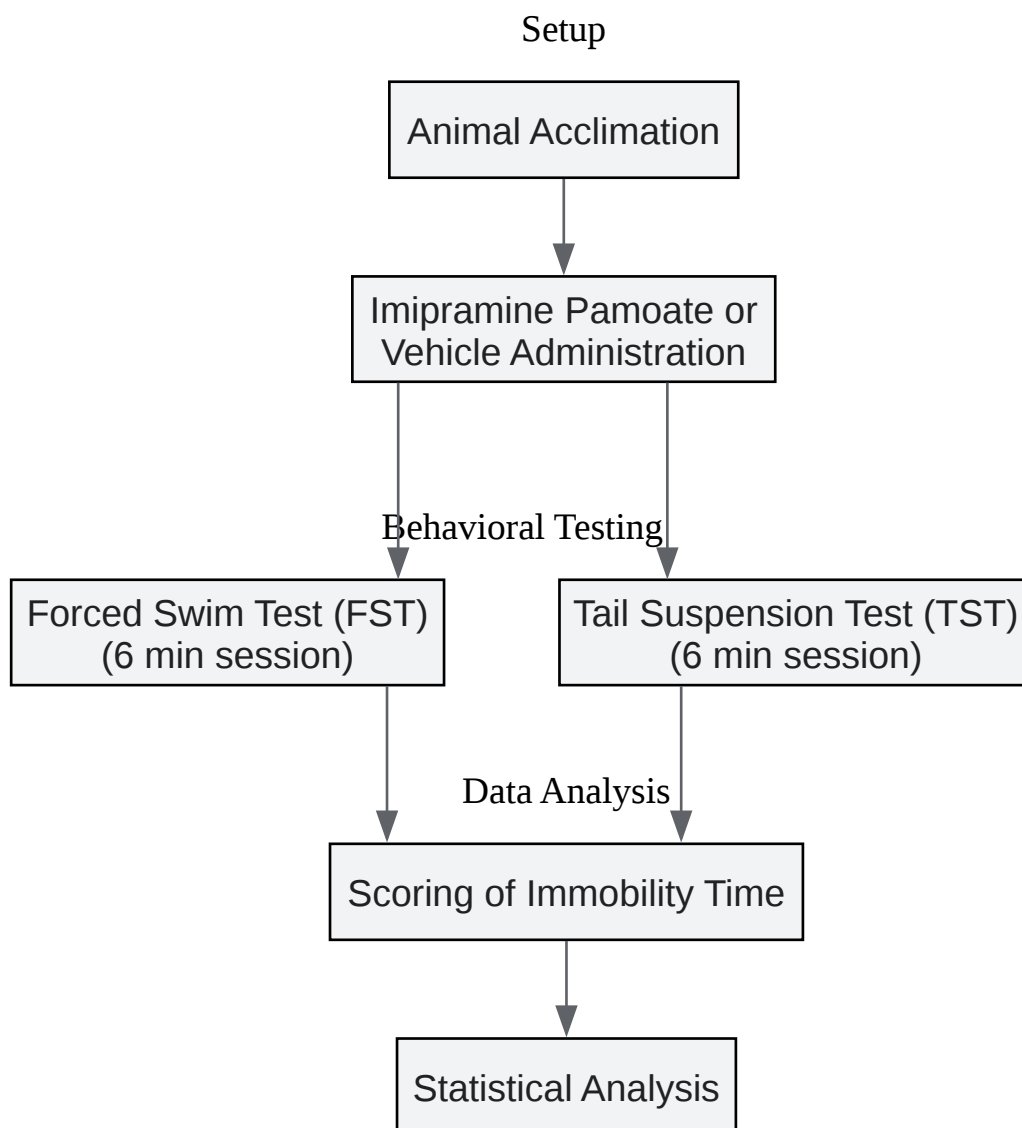 Setup
Animal Acclimation
Imipramine Pamoate or
Vehicle Administration
Behavioral Testing
Forced Swim Test (FST)
(6 min session)
Tail Suspension Test (TST)
(6 min session)
Data Analysis
Scoring of Immobility Time
Statistical Analysis